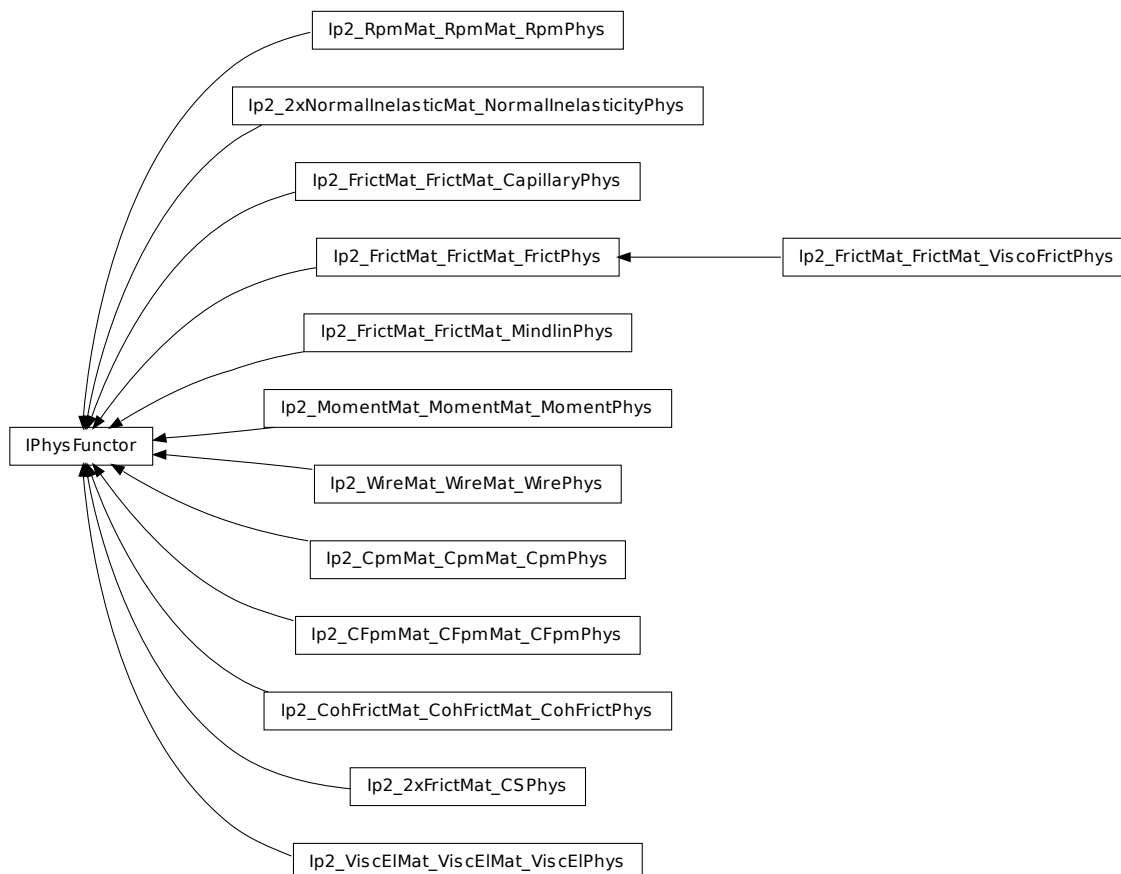 Ip2_RpmMat_RpmMat_RpmPhys
Ip2_2xNormalInelasticMat_NormalInelasticityPhys
Ip2_FrictMat_FrictMat_CapillaryPhys
Ip2_FrictMat_FrictMat_FrictPhys
Ip2_FrictMat_FrictMat_ViscoFrictPhys
Ip2_FrictMat_FrictMat_MindlinPhys
Ip2_MomentMat_MomentMat_MomentPhys
IPhysFunctor
Ip2_WireMat_WireMat_WirePhys
Ip2_CpmMat_CpmMat_CpmPhys
Ip2_CFpmMat_CFpmMat_CFpmPhys
Ip2_CohFrictMat_CohFrictMat_CohFrictPhys
Ip2_2xFrictMat_CSPhys
Ip2_ViscElMat_ViscElMat_ViscElPhys